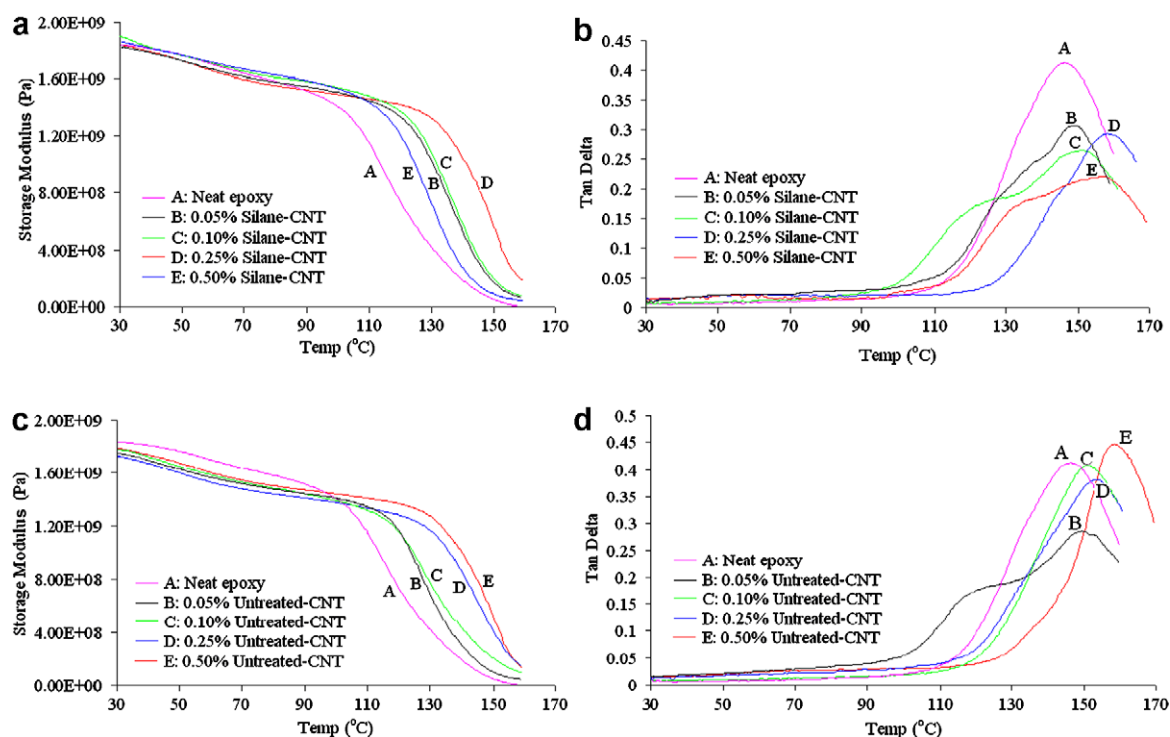 a
2.00E+09
1.60E+09
1.20E+09
8.00E+08
4.00E+08
0.00E+00
Storage Modulus (Pa)
A
E
B
C
D
A: Neat epoxy
B: 0.05% Silane-CNT
C: 0.10% Silane-CNT
D: 0.25% Silane-CNT
E: 0.50% Silane-CNT
30 50 70 90 110 130 150 170
Temp (°C)
b
0.45
0.4
0.35
0.3
0.25
0.2
0.15
0.1
0.05
0
Tan Delta
A
B
D
C
E
A: Neat epoxy
B: 0.05% Silane-CNT
C: 0.10% Silane-CNT
D: 0.25% Silane-CNT
E: 0.50% Silane-CNT
30 50 70 90 110 130 150 170
Temp (°C)
c
2.00E+09
1.60E+09
1.20E+09
8.00E+08
4.00E+08
0.00E+00
Storage Modulus (Pa)
A
B
C
D
E
A: Neat epoxy
B: 0.05% Untreated-CNT
C: 0.10% Untreated-CNT
D: 0.25% Untreated-CNT
E: 0.50% Untreated-CNT
30 50 70 90 110 130 150 170
Temp (°C)
d
0.5
0.45
0.4
0.35
0.3
0.25
0.2
0.15
0.1
0.05
0
Tan Delta
E
A
C
D
B
A: Neat epoxy
B: 0.05% Untreated-CNT
C: 0.10% Untreated-CNT
D: 0.25% Untreated-CNT
E: 0.50% Untreated-CNT
30 50 70 90 110 130 150 170
Temp (°C)